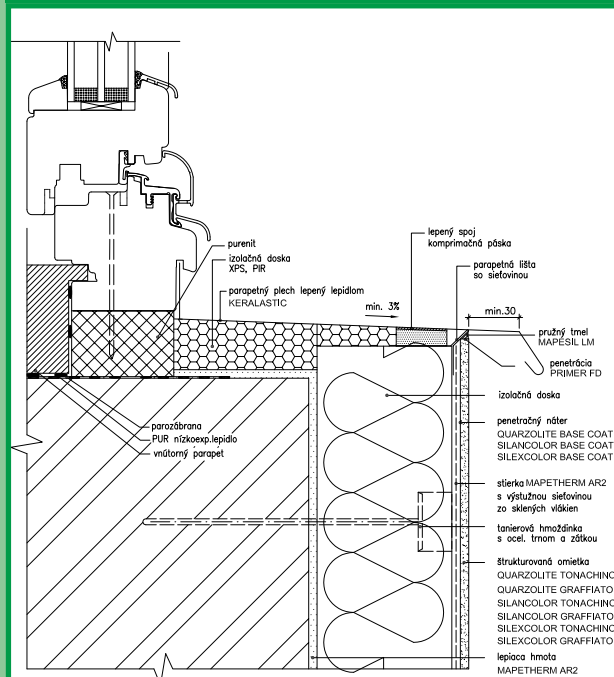 lepený spoj
komprimačná páska
purenit
izolačná doska
XPS, PIR
parapetná lišta
so sieťovinou
parapetný plech lepený lepidlom
KERALASTIC
min. 3%
min.30
pružný tmel
MAPESIL LM
penetrácia
PRIMER FD
izolačná doska
parozábrana
PUR nízkoexp.lepidlo
vnútorný parapet
penetračný náter
QUARZOLITE BASE COAT
SILANCOLOR BASE COAT
SILEXCOLOR BASE COAT
stierka MAPETHERM AR2
s výstužnou sieťovinou
zo sklených vlákien
tanierová hmoždinka
s oceľ. trnom a zátkou
štrukturovaná omietka
QUARZOLITE TONACHINO
QUARZOLITE GRAFFIATO
SILANCOLOR TONACHINO
SILANCOLOR GRAFFIATO
SILEXCOLOR TONACHINO
SILEXCOLOR GRAFFIATO
lepiaca hmota
MAPETHERM AR2